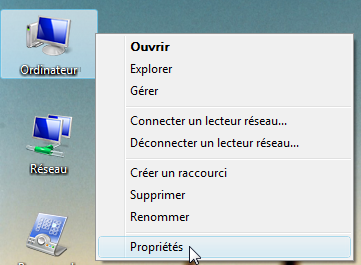 Ordinateur
Ouvrir
Explorer
Gérer
Connecter un lecteur réseau...
Déconnecter un lecteur réseau...
Réseau
Créer un raccourci
Supprimer
Renommer
Propriétés